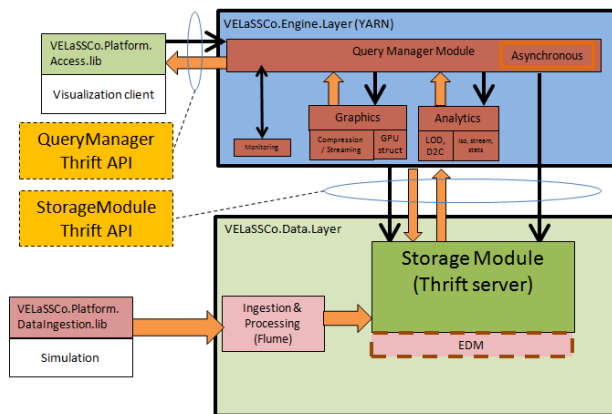 VELaSSCo.Engine.Layer (YARN)
VELaSSCo.Platform.
Access.lib
Visualization client
Query Manager Module
Asynchronous
Graphics
Compression
/ Streaming
GPU
struct
Analytics
LOD,
D2C
Iso, stream,
stats
Monitoring
QueryManager
Thrift API
StorageModule
Thrift API
VELaSSCo.Data.Layer
Storage Module
(Thrift server)
EDM
VELaSSCo.Platform.
DataIngestion.lib
Simulation
Ingestion &
Processing
(Flume)